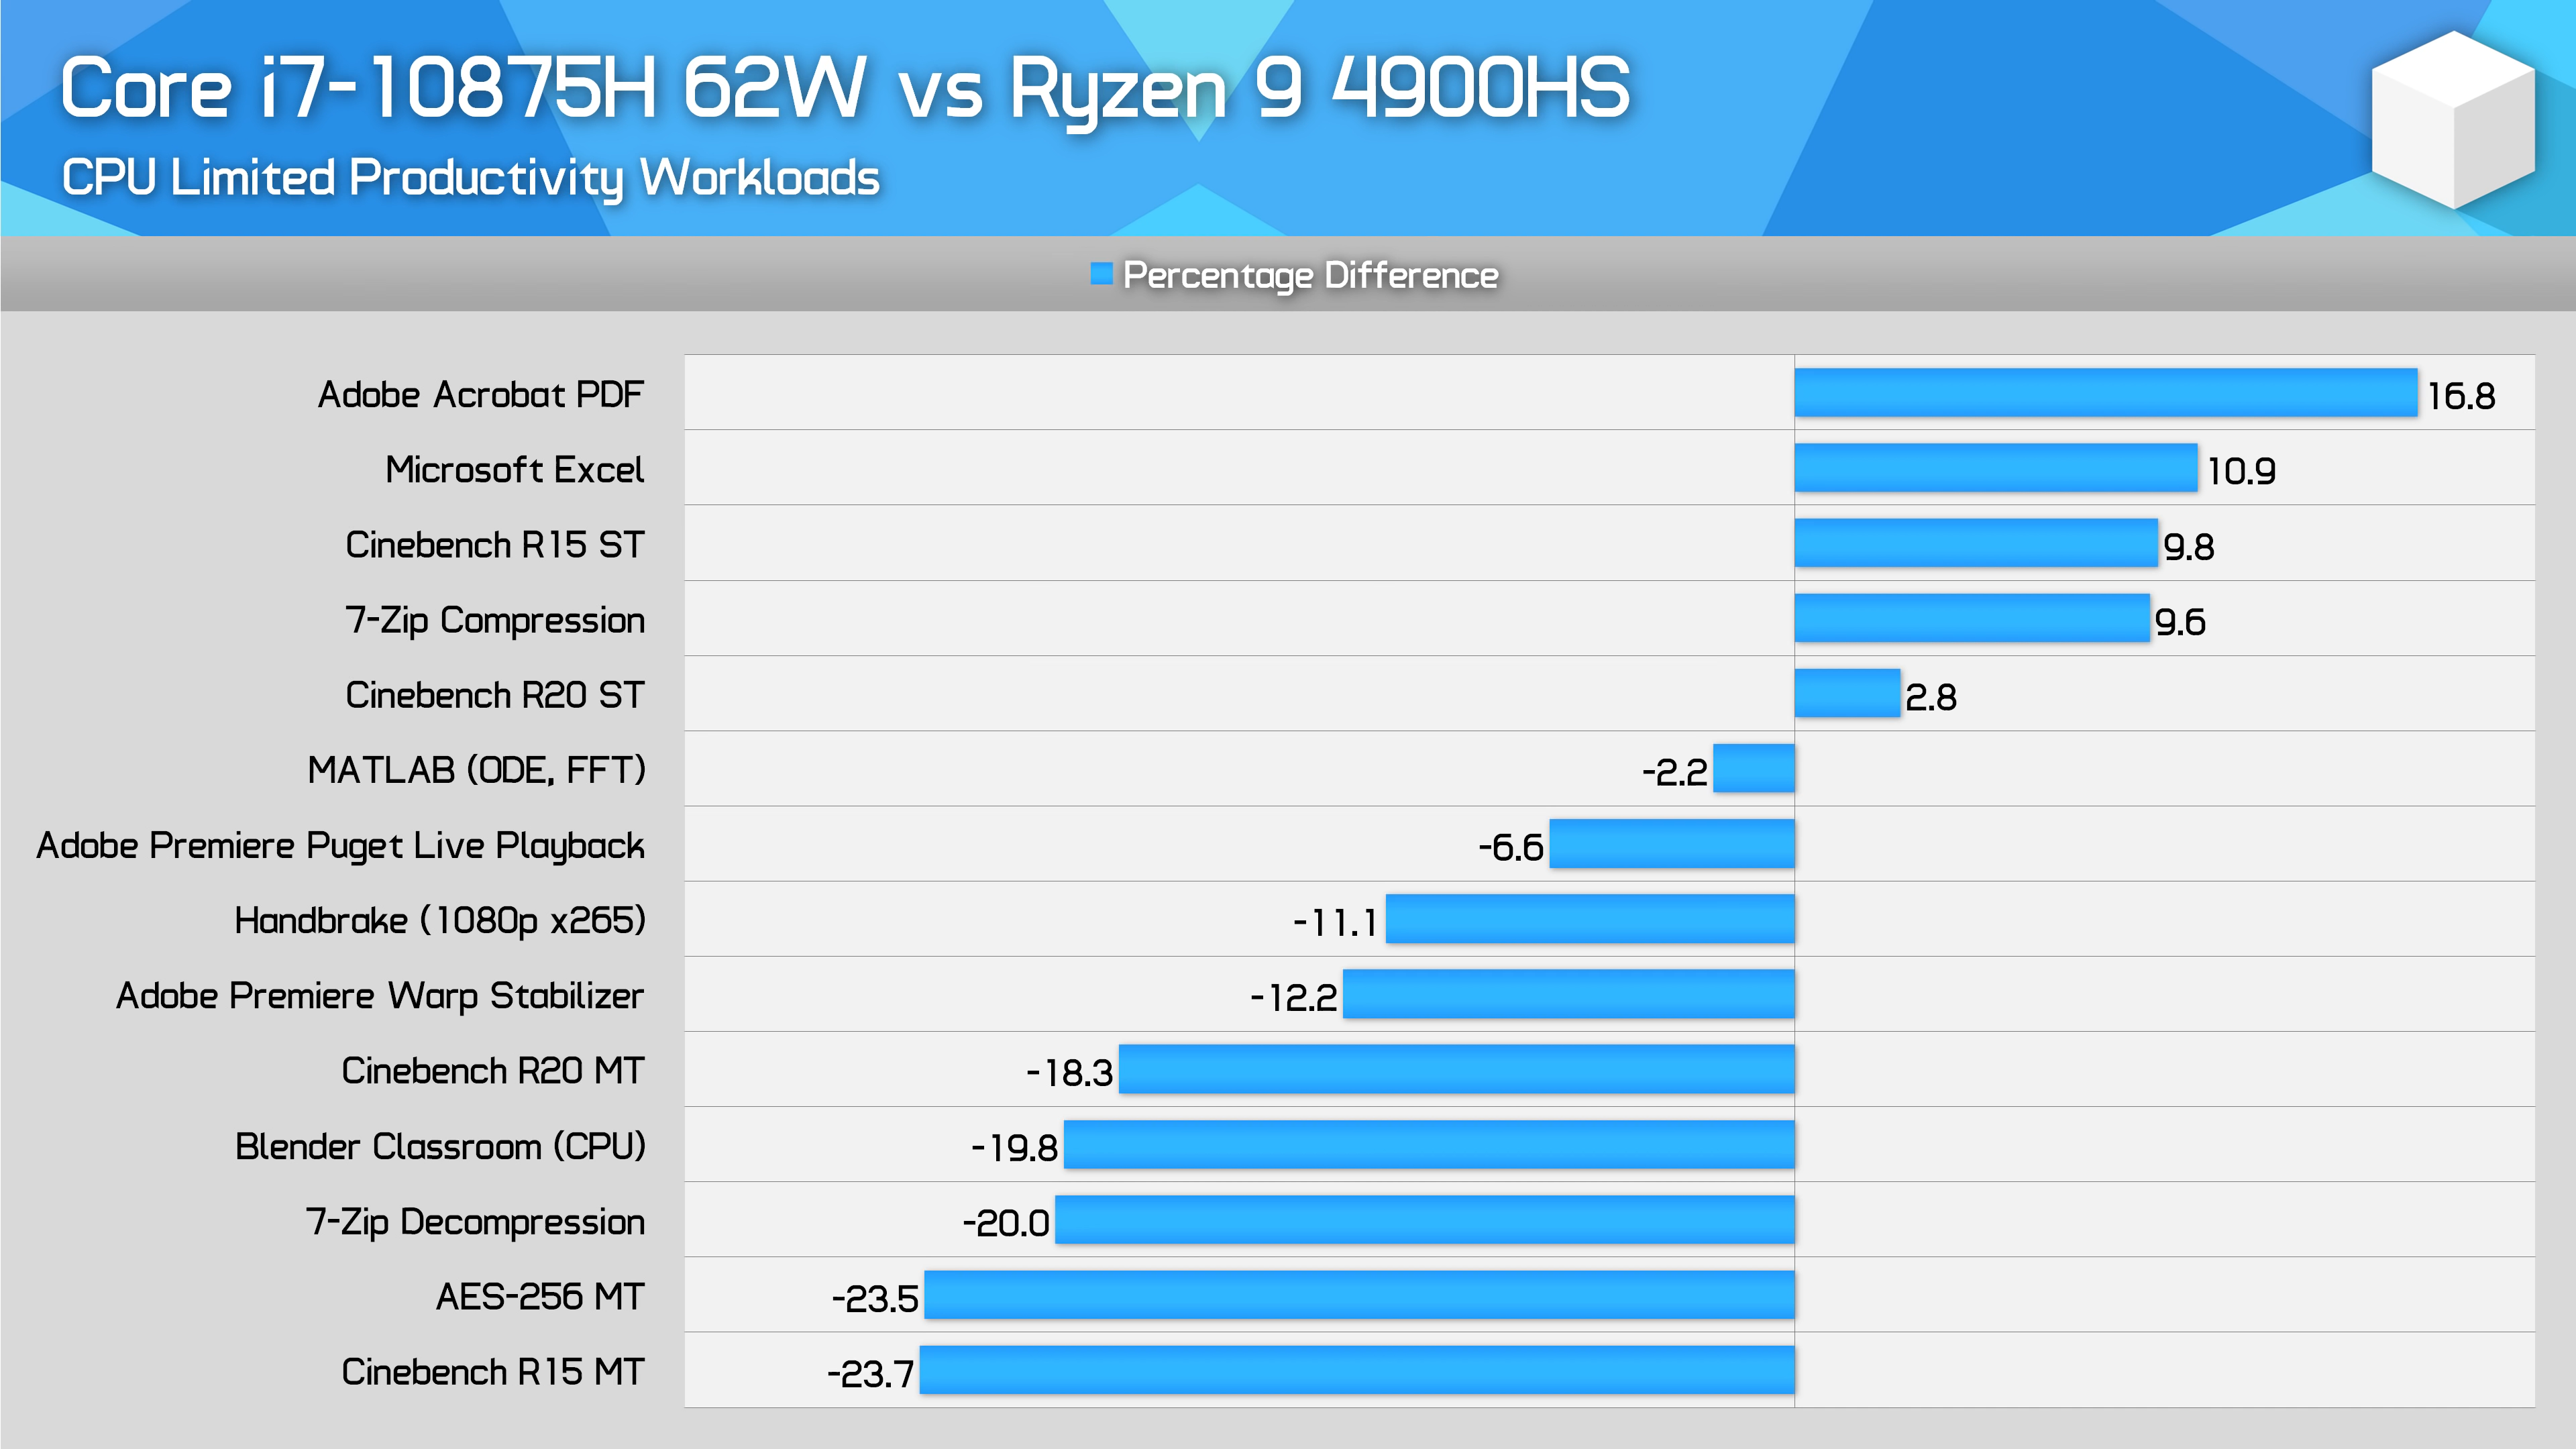 Core i7-10875H 62W vs Ryzen 9 4900HS
CPU Limited Productivity Workloads
Percentage Difference
Adobe Acrobat PDF 16.8
Microsoft Excel 10.9
Cinebench R15 ST 9.8
7-Zip Compression 9.6
Cinebench R20 ST 2.8
MATLAB (ODE, FFT) -2.2
Adobe Premiere Puget Live Playback -6.6
Handbrake (1080p x265) -11.1
Adobe Premiere Warp Stabilizer -12.2
Cinebench R20 MT -18.3
Blender Classroom (CPU) -19.8
7-Zip Decompression -20.0
AES-256 MT -23.5
Cinebench R15 MT -23.7